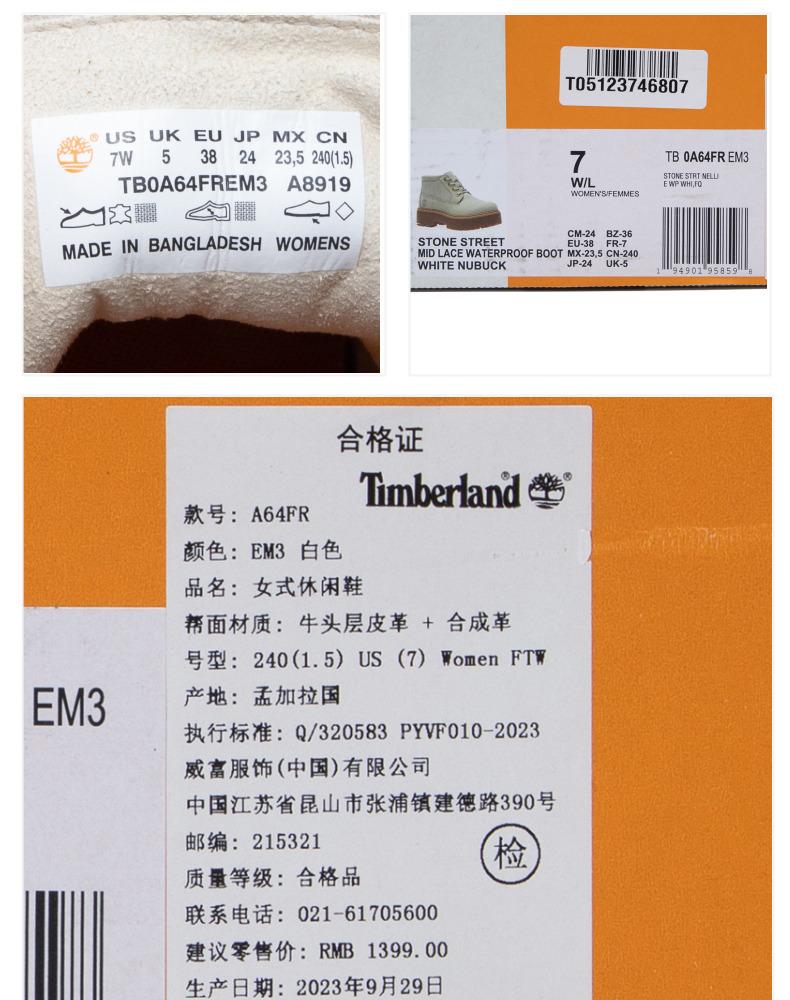 US UK EU JP MX CN
7W 5 38 24 23,5 240(1.5)
TB0A64FREM3 A8919
MADE IN BANGLADESH WOMENS
T05123746807
7
W/L
WOMEN'S/FEMMES
TB 0A64FR EM3
STONE STRT NELLI
E WP WHI,FQ
STONE STREET
MID LACE WATERPROOF BOOT
WHITE NUBUCK
CM-24 BZ-36
EU-38 FR-7
MX-23,5 CN-240
JP-24 UK-5
1 94901 95859 8
合格证
Timberland
款号: A64FR
颜色: EM3 白色
品名: 女式休闲鞋
帮面材质: 牛头层皮革 + 合成革
号型: 240(1.5) US (7) Women FTW
产地: 孟加拉国
执行标准: Q/320583 PYVF010-2023
威富服饰(中国)有限公司
中国江苏省昆山市张浦镇建德路390号
邮编: 215321
检
质量等级: 合格品
联系电话: 021-61705600
建议零售价: RMB 1399.00
生产日期: 2023年9月29日
EM3